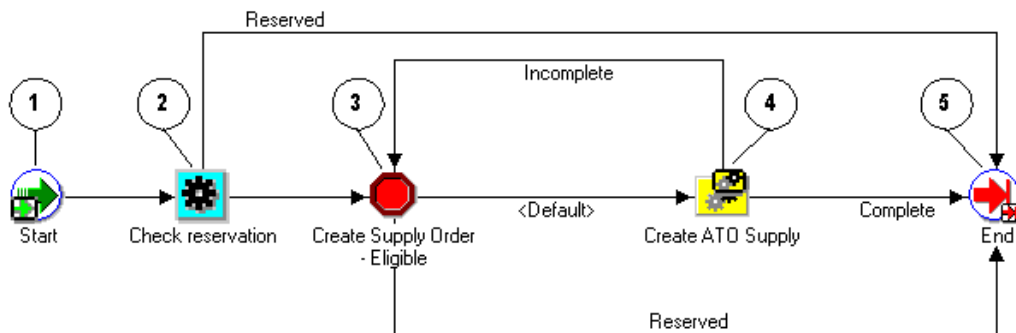 Reserved
Incomplete
1
2
3
4
5
<Default>
Complete
Start
Check reservation
Create Supply Order
- Eligible
Create ATO Supply
End
Reserved